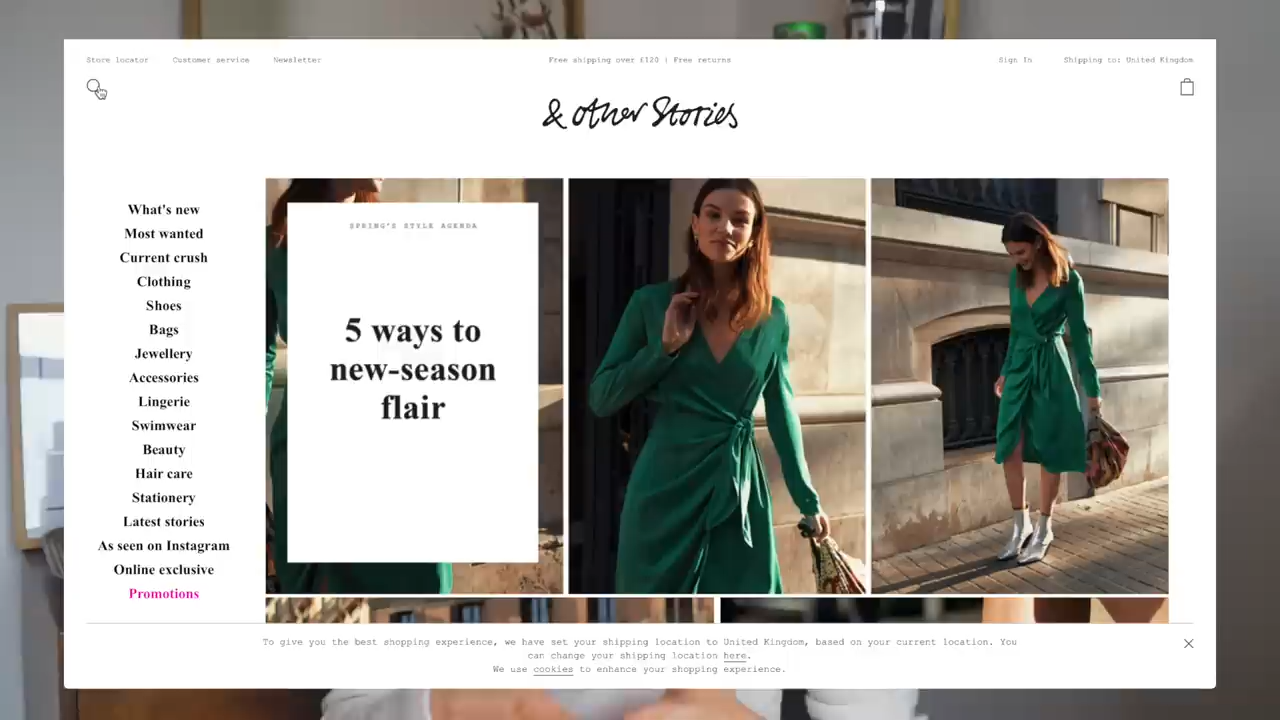 Store locator Customer service Newsletter Free shipping over £120 | Free returns Sign In Shipping to: United Kingdom
& other Stories
What's new
Most wanted
Current crush
Clothing
Shoes
Bags
Jewellery
Accessories
Lingerie
Swimwear
Beauty
Hair care
Stationery
Latest stories
As seen on Instagram
Online exclusive
Promotions
SPRING'S STYLE AGENDA
5 ways to
new-season
flair
To give you the best shopping experience, we have set your shipping location to United Kingdom, based on your current location. You
can change your shipping location here.
We use cookies to enhance your shopping experience.